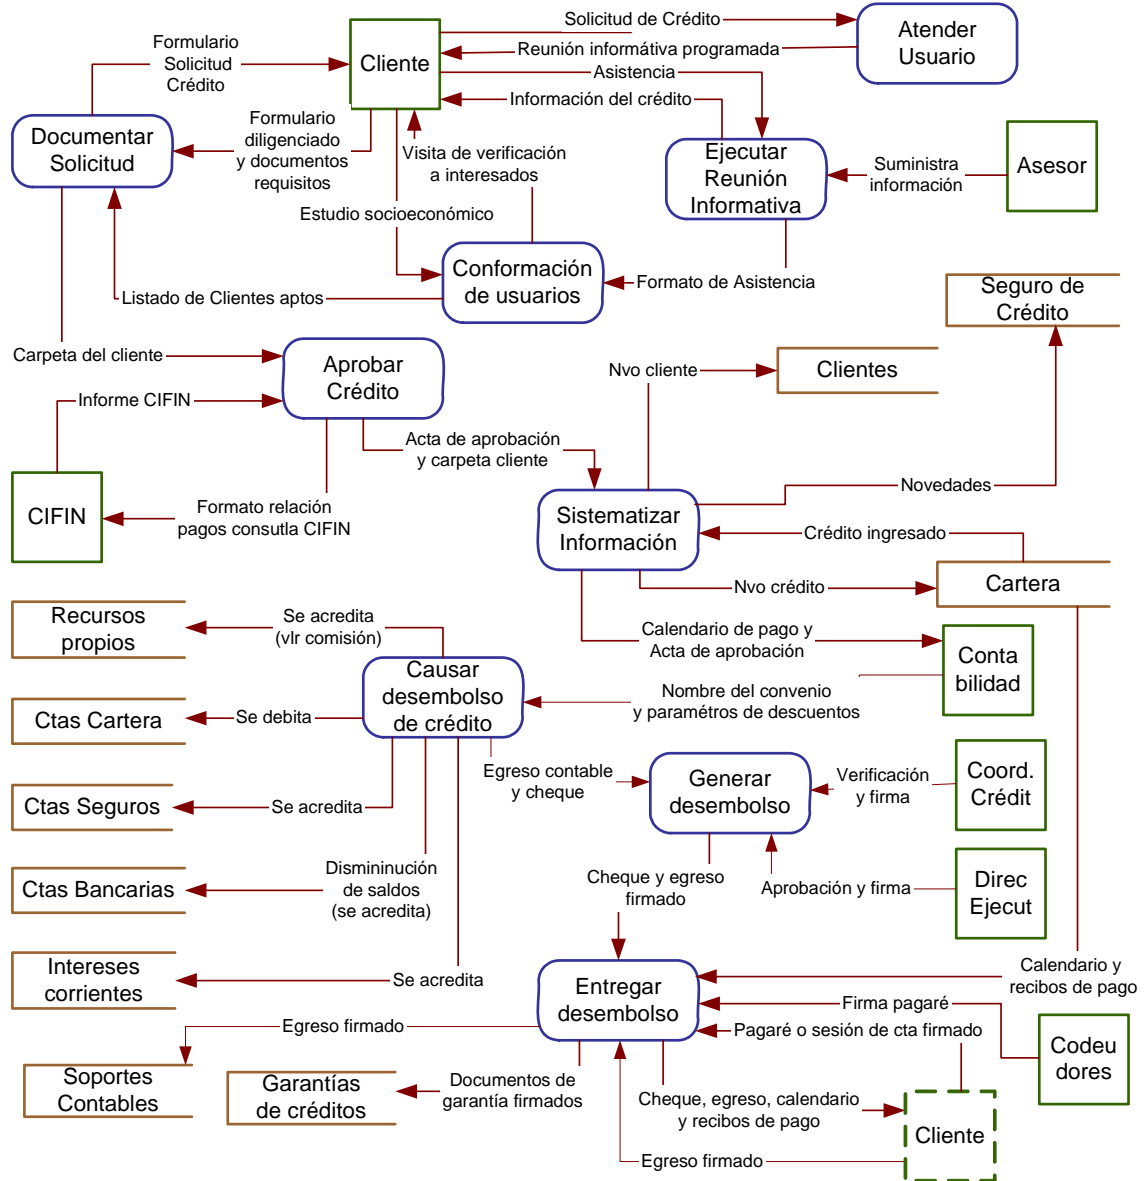 Solicitud de Crédito
Atender
Usuario
Formulario
Solicitud
Crédito
Cliente
Reunión informátiva programada
Asistencia
Información del crédito
Documentar
Solicitud
Formulario
diligenciado
y documentos
requisitos
Visita de verificación
a interesados
Ejecutar
Reunión
Informativa
Suministra
información
Asesor
Estudio socioeconómico
Conformación
de usuarios
Formato de Asistencia
Listado de Clientes aptos
Seguro de
Crédito
Carpeta del cliente
Aprobar
Crédito
Nvo cliente
Clientes
Informe CIFIN
Acta de aprobación
y carpeta cliente
CIFIN
Formato relación
pagos consutla CIFIN
Sistematizar
Información
Novedades
Crédito ingresado
Nvo crédito
Cartera
Recursos
propios
Se acredita
(vlr comisión)
Calendario de pago y
Acta de aprobación
Conta
bilidad
Causar
desembolso
de crédito
Nombre del convenio
y paramétros de descuentos
Ctas Cartera
Se debita
Egreso contable
y cheque
Generar
desembolso
Verificación
y firma
Coord.
Crédit
Ctas Seguros
Se acredita
Ctas Bancarias
Dismininución
de saldos
(se acredita)
Cheque y egreso
firmado
Aprobación y firma
Direc
Ejecut
Intereses
corrientes
Se acredita
Entregar
desembolso
Calendario y
recibos de pago
Firma pagaré
Egreso firmado
Pagaré o sesión de cta firmado
Codeu
dores
Soportes
Contables
Garantías
de créditos
Documentos de
garantía firmados
Cheque, egreso, calendario
y recibos de pago
Cliente
Egreso firmado